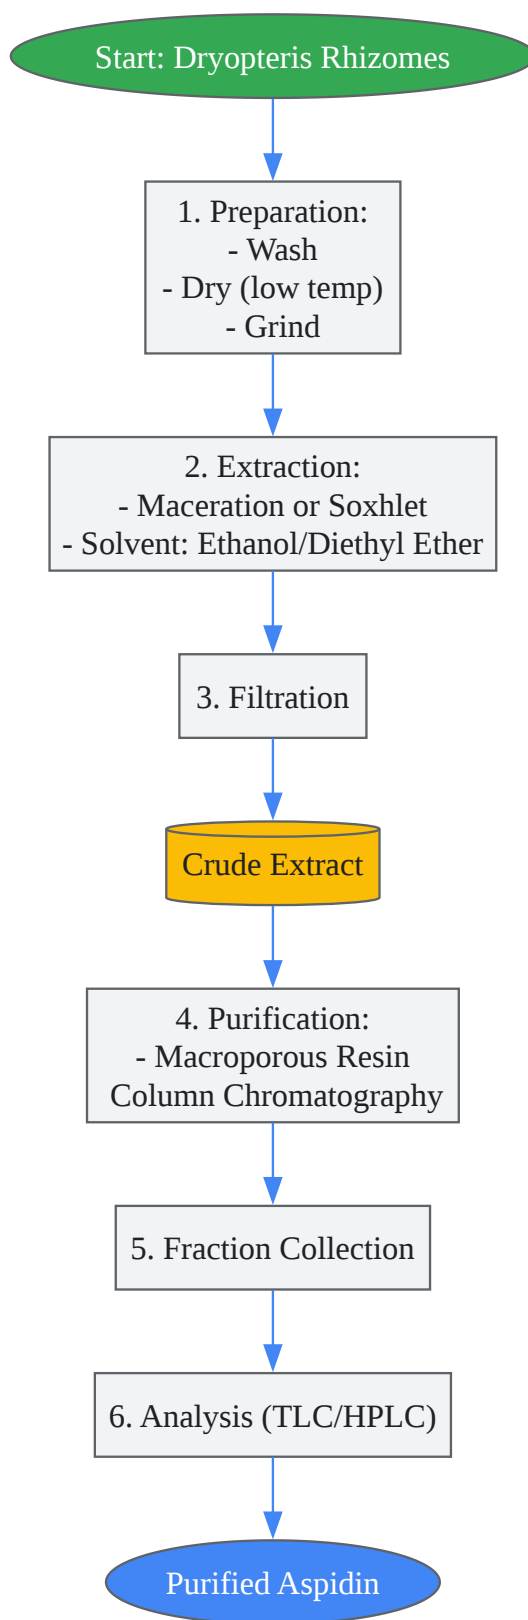 Start: Dryopteris Rhizomes
1. Preparation:
- Wash
- Dry (low temp)
- Grind
2. Extraction:
- Maceration or Soxhlet
- Solvent: Ethanol/Diethyl Ether
3. Filtration
Crude Extract
4. Purification:
- Macroporous Resin
Column Chromatography
5. Fraction Collection
6. Analysis (TLC/HPLC)
Purified Aspidin